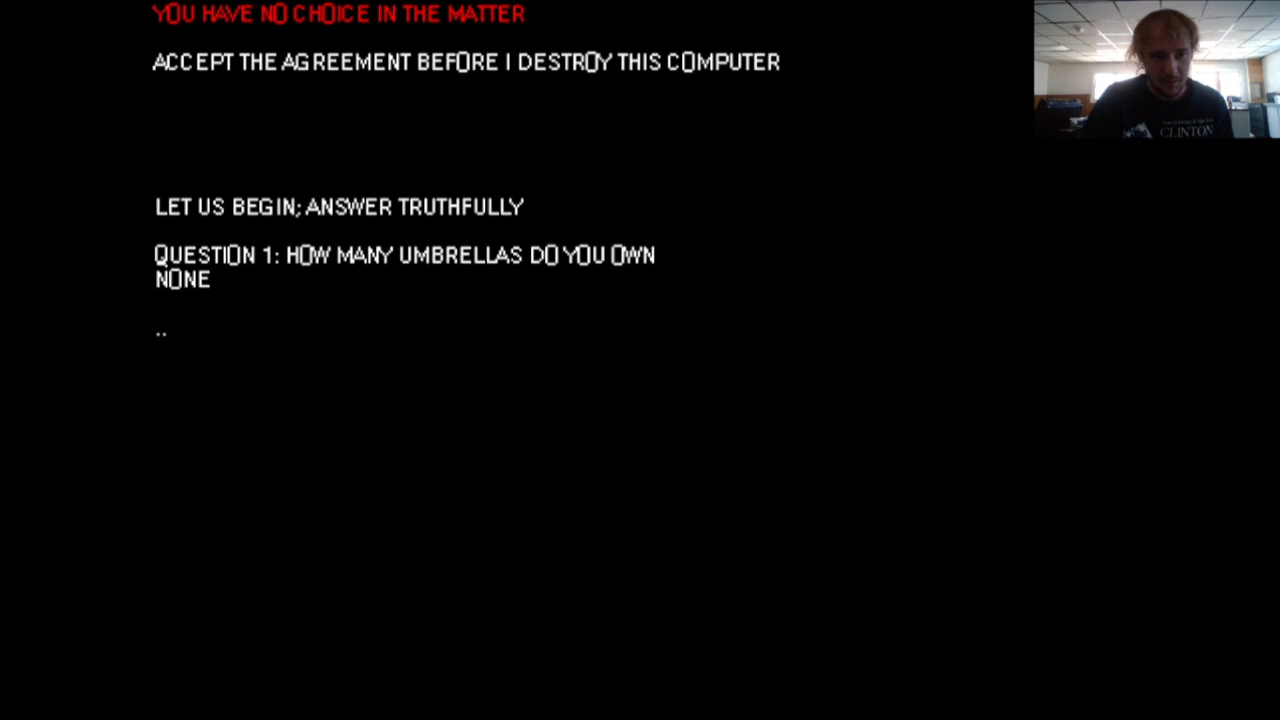 YOU HAVE NO CHOICE IN THE MATTER
ACCEPT THE AGREEMENT BEFORE I DESTROY THIS COMPUTER
LET US BEGIN; ANSWER TRUTHFULLY
QUESTION 1: HOW MANY UMBRELLAS DO YOU OWN
NONE
..
CLINTON